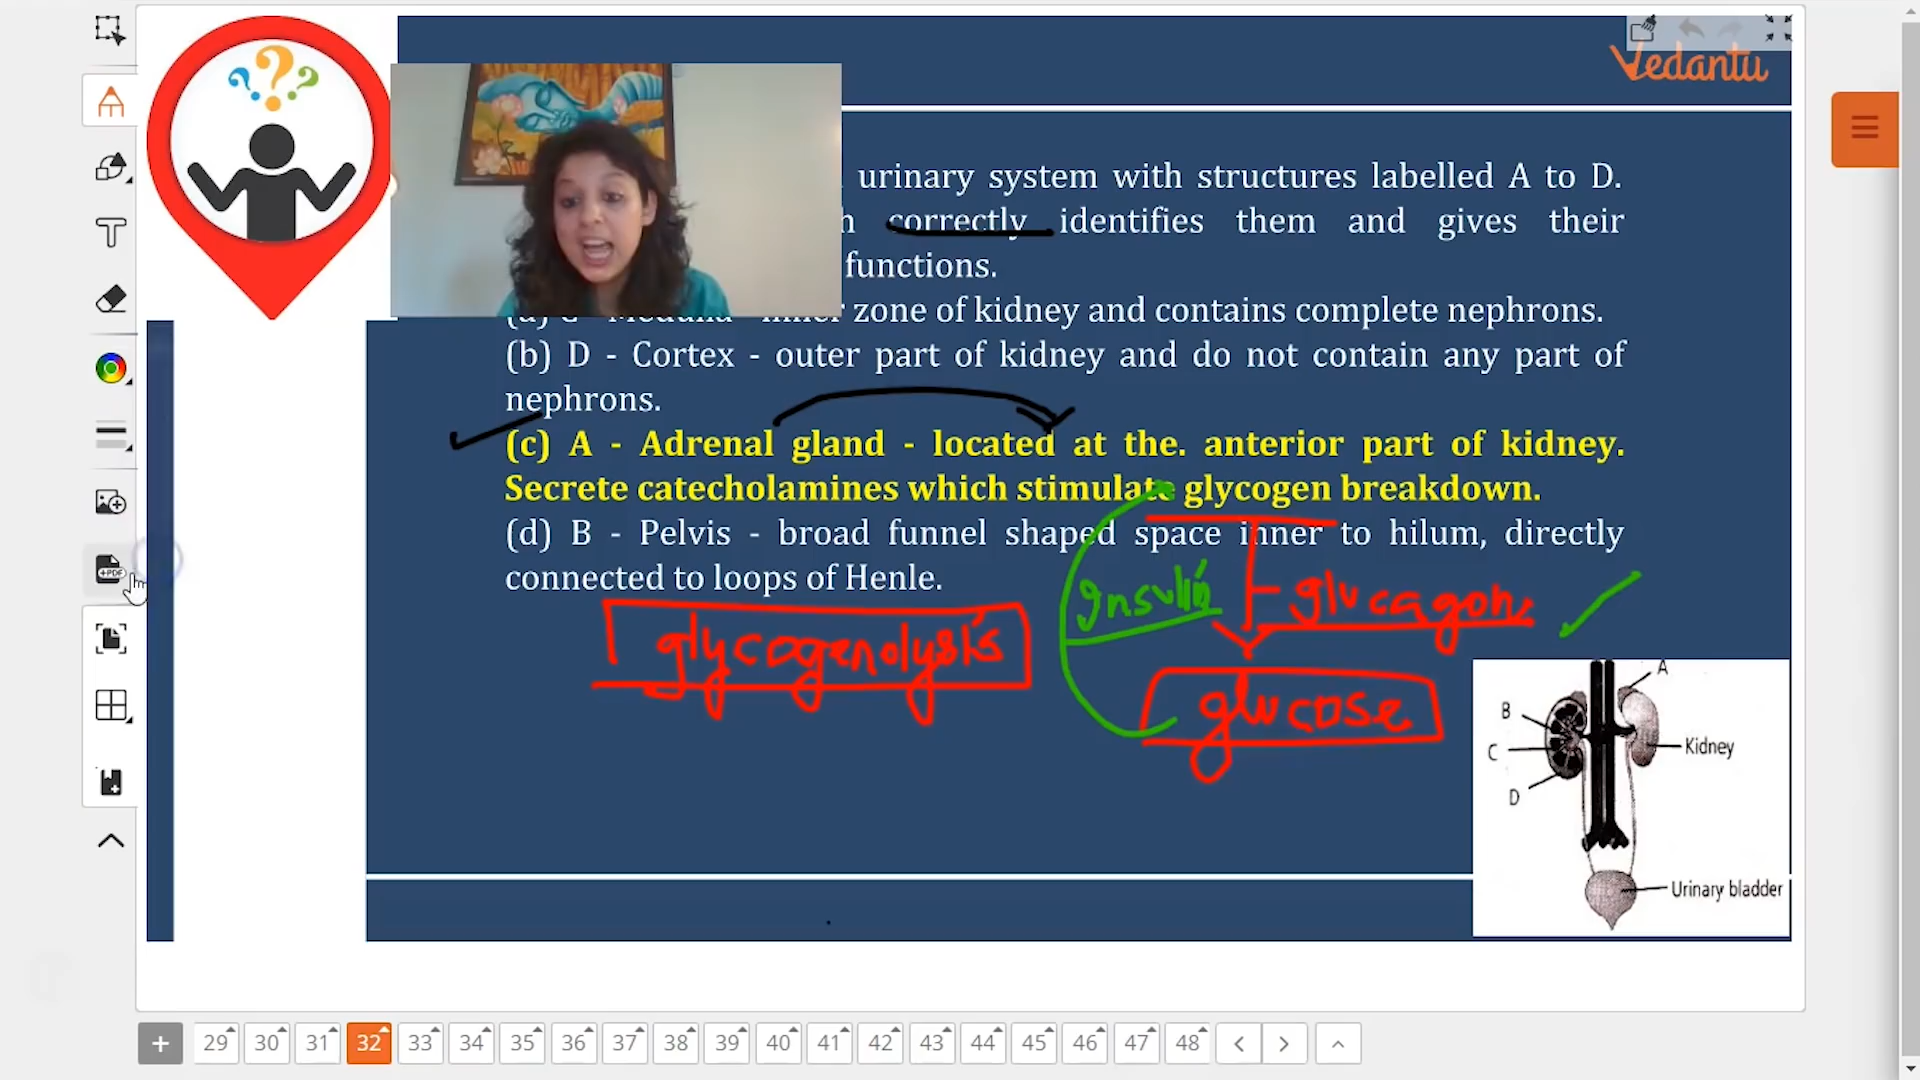 Vedantu
urinary system with structures labelled A to D.
correctly identifies them and gives their
functions.
(a) C - Medulla - inner zone of kidney and contains complete nephrons.
(b) D - Cortex - outer part of kidney and do not contain any part of
nephrons.
(c) A - Adrenal gland - located at the. anterior part of kidney.
Secrete catecholamines which stimulate glycogen breakdown.
(d) B - Pelvis - broad funnel shaped space inner to hilum, directly
connected to loops of Henle.
Insulin
glucagon
glycogenolysis
glucose
A
B
C
D
Kidney
Urinary bladder
+PDF
29 30 31 32 33 34 35 36 37 38 39 40 41 42 43 44 45 46 47 48